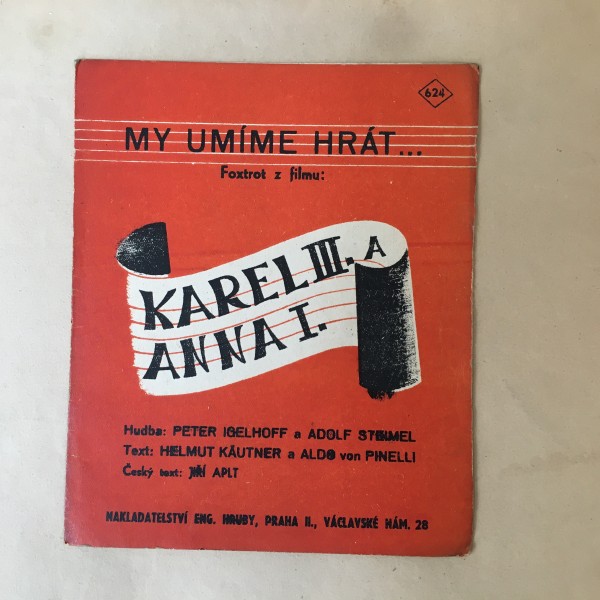 624
MY UMÍME HRÁT...
Foxtrot z filmu:
KAREL III. A
ANNA I.
Hudba: PETER IGELHOFF a ADOLF STEIMEL
Text: HELMUT KÄUTNER a ALDO von PINELLI
Český text: JIŘÍ APLT
NAKLADATELSTVÍ ENG. HRUBY, PRAHA II., VÁCLAVSKÉ NÁM. 28